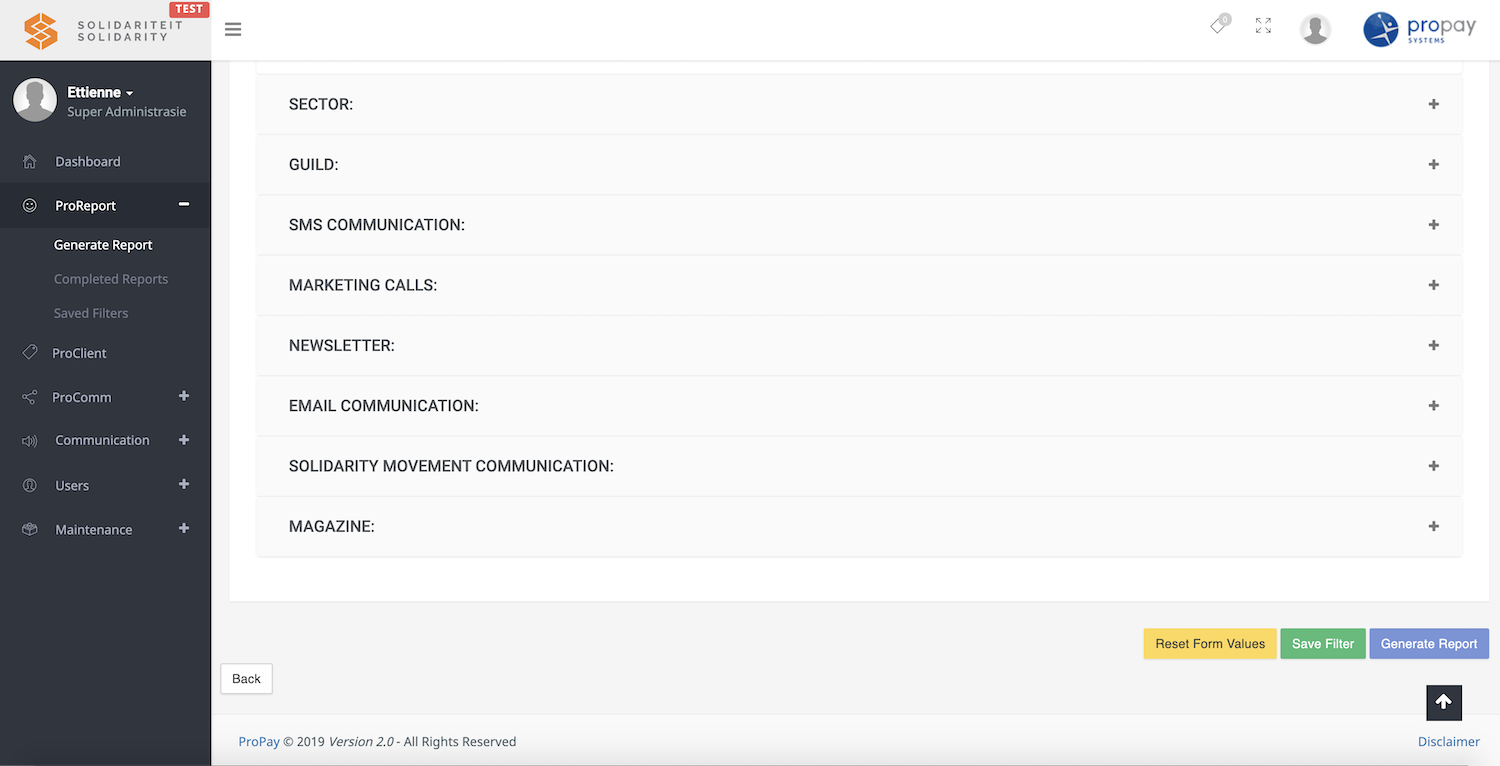 TEST
SOLIDARITEIT
SOLIDARITY
0
propay
SYSTEMS
Ettienne
Super Administrasie
Dashboard
ProReport
Generate Report
Completed Reports
Saved Filters
ProClient
ProComm
Communication
Users
Maintenance
SECTOR:
GUILD:
SMS COMMUNICATION:
MARKETING CALLS:
NEWSLETTER:
EMAIL COMMUNICATION:
SOLIDARITY MOVEMENT COMMUNICATION:
MAGAZINE:
Reset Form Values Save Filter Generate Report
Back
ProPay © 2019 Version 2.0 - All Rights Reserved
Disclaimer